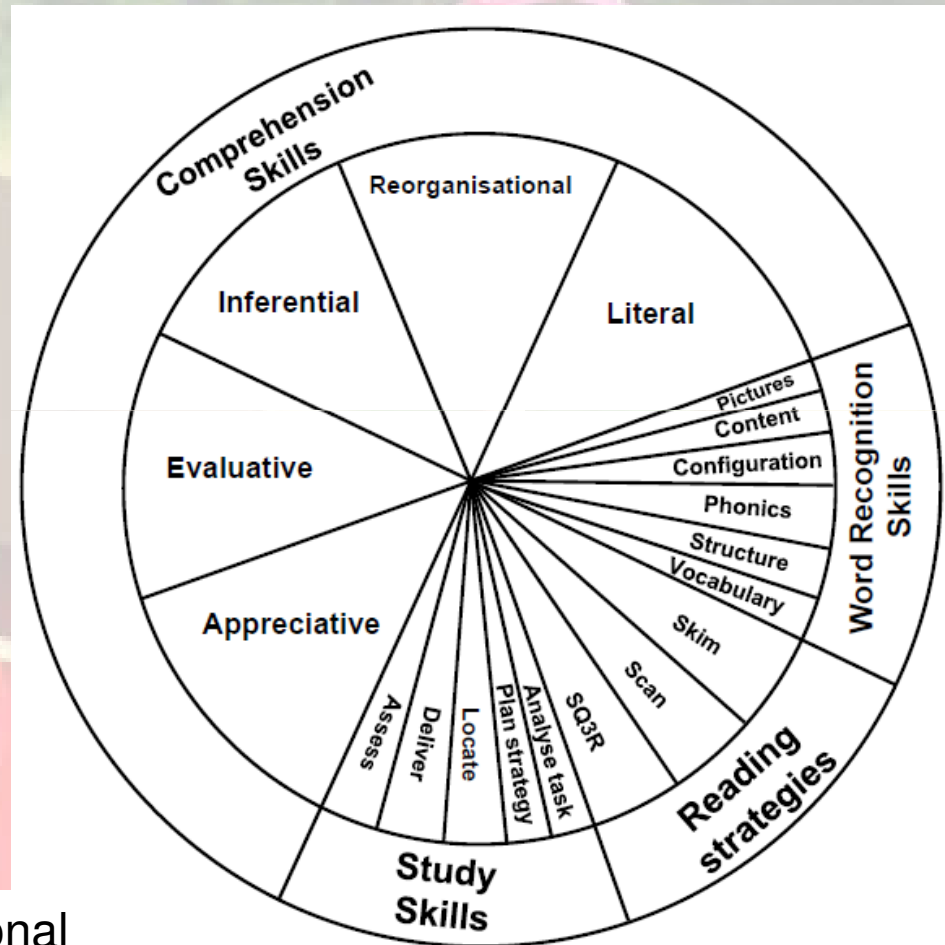 Comprehension
Skills
Reorganisational
Inferential
Literal
Evaluative
Appreciative
Pictures
Content
Configuration
Phonics
Structure
Vocabulary
Word Recognition
Skills
Skim
Scan
SQ3R
Reading
strategies
Analyse task
Plan strategy
Locate
Deliver
Assess
Study
Skills
onal